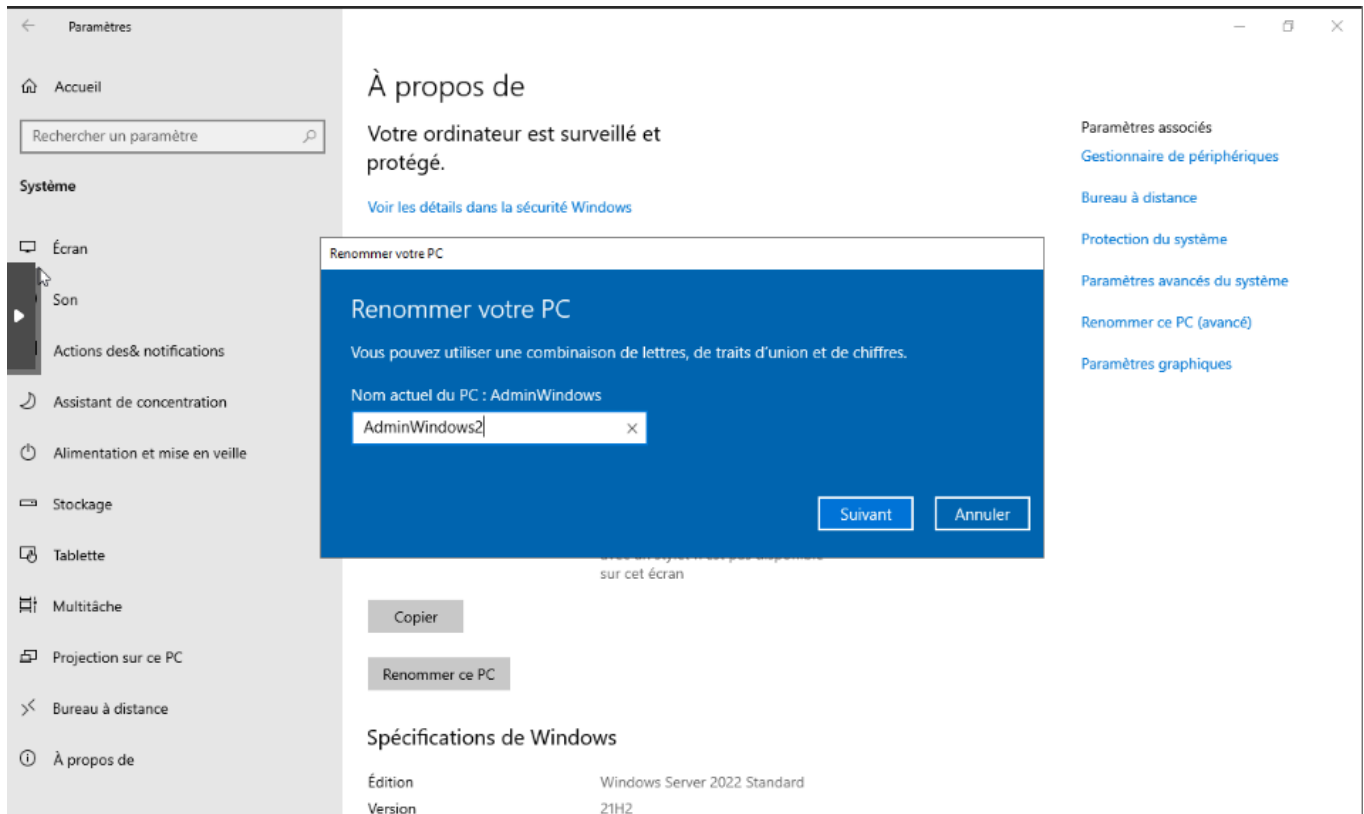 Paramètres
Accueil
Rechercher un paramètre
Système
Écran
Son
Actions des& notifications
Assistant de concentration
Alimentation et mise en veille
Stockage
Tablette
Multitâche
Projection sur ce PC
Bureau à distance
À propos de
À propos de
Votre ordinateur est surveillé et
protégé.
Voir les détails dans la sécurité Windows
Renommer votre PC
Renommer votre PC
Vous pouvez utiliser une combinaison de lettres, de traits d'union et de chiffres.
Nom actuel du PC : AdminWindows
AdminWindows2
Suivant
Annuler
sur cet écran
Copier
Renommer ce PC
Spécifications de Windows
Édition Windows Server 2022 Standard
Version 21H2
Paramètres associés
Gestionnaire de périphériques
Bureau à distance
Protection du système
Paramètres avancés du système
Renommer ce PC (avancé)
Paramètres graphiques